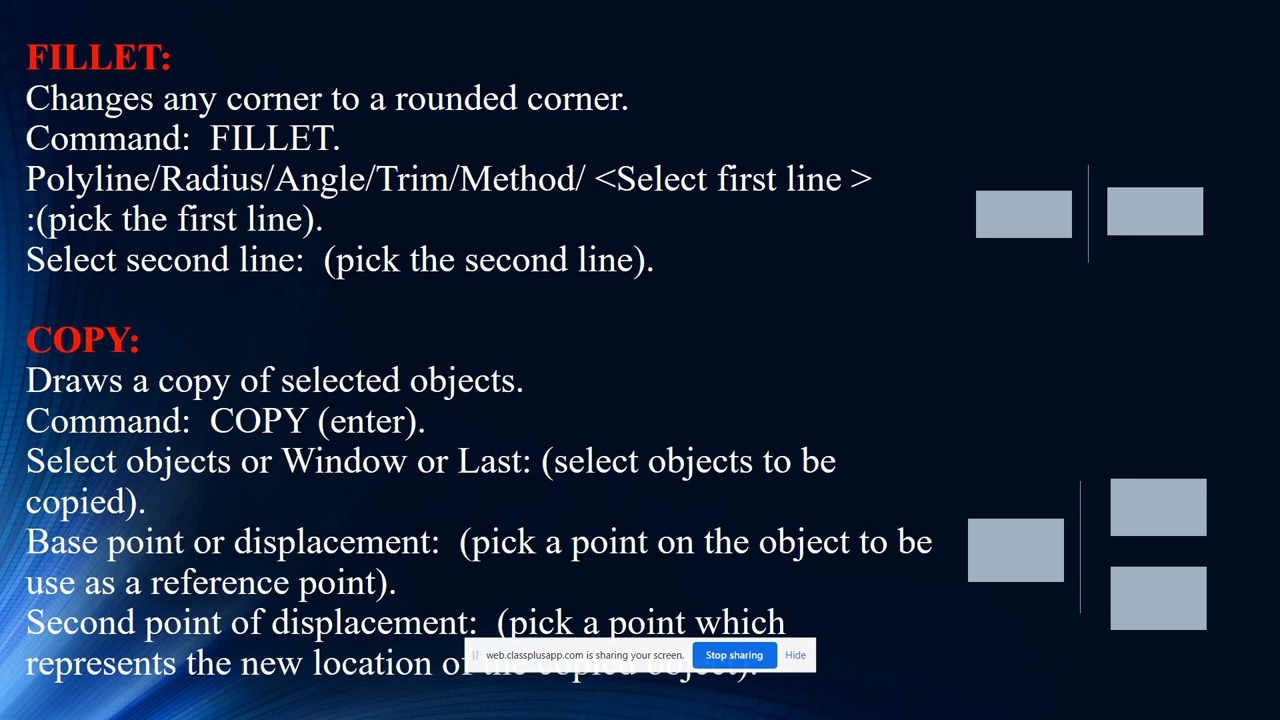 FILLET:
Changes any corner to a rounded corner.
Command: FILLET.
Polyline/Radius/Angle/Trim/Method/ <Select first line >
:(pick the first line).
Select second line: (pick the second line).
COPY:
Draws a copy of selected objects.
Command: COPY (enter).
Select objects or Window or Last: (select objects to be
copied).
Base point or displacement: (pick a point on the object to be
use as a reference point).
Second point of displacement: (pick a point which
represents the new location of the copied object).
web.classplusapp.com is sharing your screen.
Stop sharing
Hide